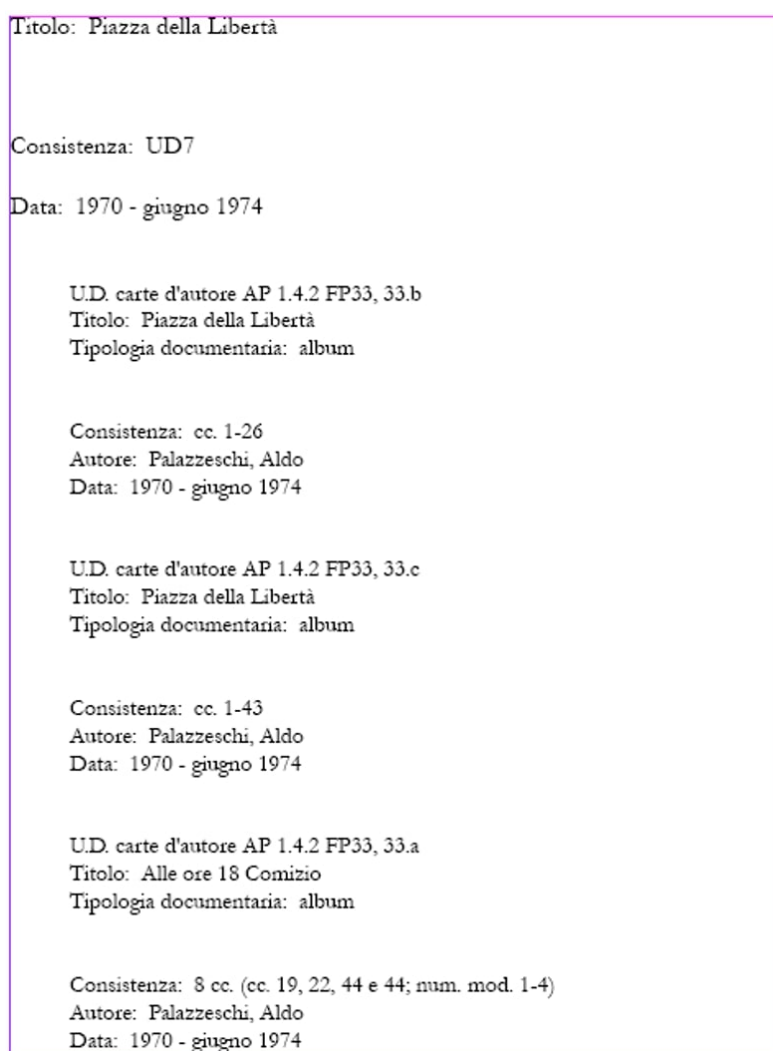 Titolo: Piazza della Libertà
Consistenza: UD7
Data: 1970 - giugno 1974
U.D. carte d'autore AP 1.4.2 FP33, 33.b
Titolo: Piazza della Libertà
Tipologia documentaria: album
Consistenza: cc. 1-26
Autore: Palazzeschi, Aldo
Data: 1970 - giugno 1974
U.D. carte d'autore AP 1.4.2 FP33, 33.c
Titolo: Piazza della Libertà
Tipologia documentaria: album
Consistenza: cc. 1-43
Autore: Palazzeschi, Aldo
Data: 1970 - giugno 1974
U.D. carte d'autore AP 1.4.2 FP33, 33.a
Titolo: Alle ore 18 Comizio
Tipologia documentaria: album
Consistenza: 8 cc. (cc. 19, 22, 44 e 44; num. mod. 1-4)
Autore: Palazzeschi, Aldo
Data: 1970 - giugno 1974